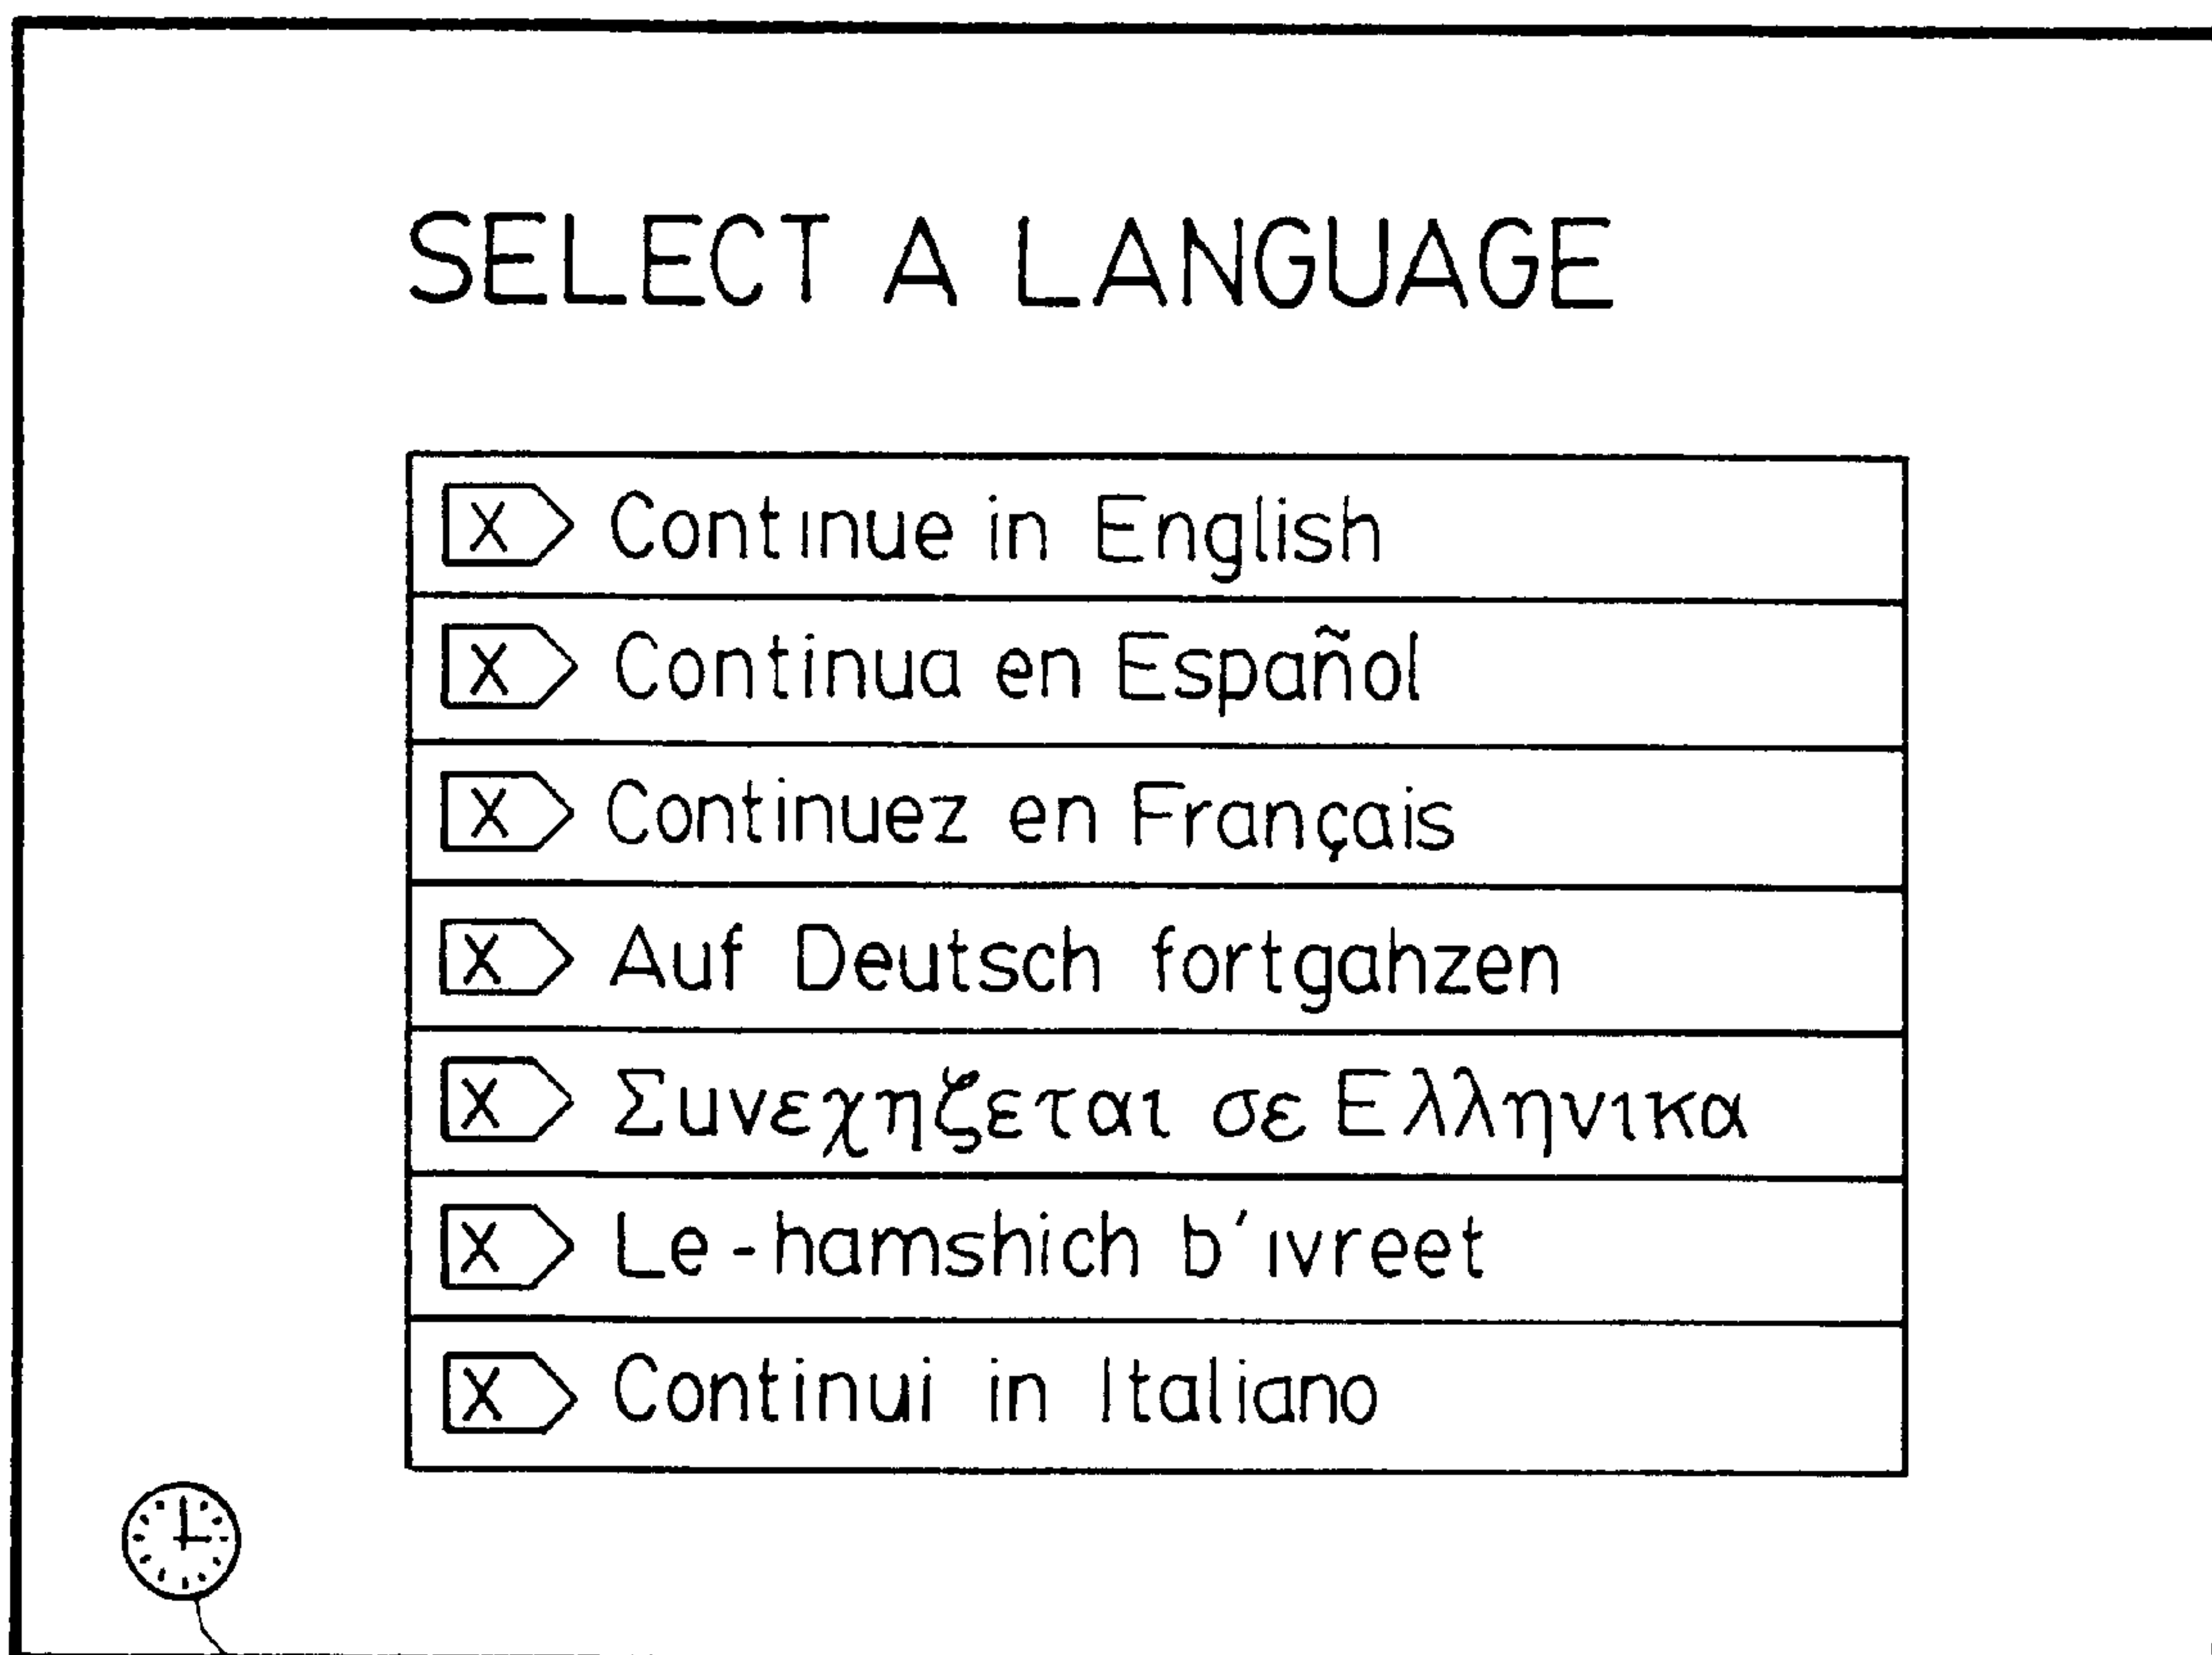 SELECT A LANGUAGE
X Continue in English
X Continua en Español
X Continuez en Français
X Auf Deutsch fortgahzen
X Συνεχηζεται σε Ελληνικα
X Le-hamshich b'ivreet
X Continui in Italiano